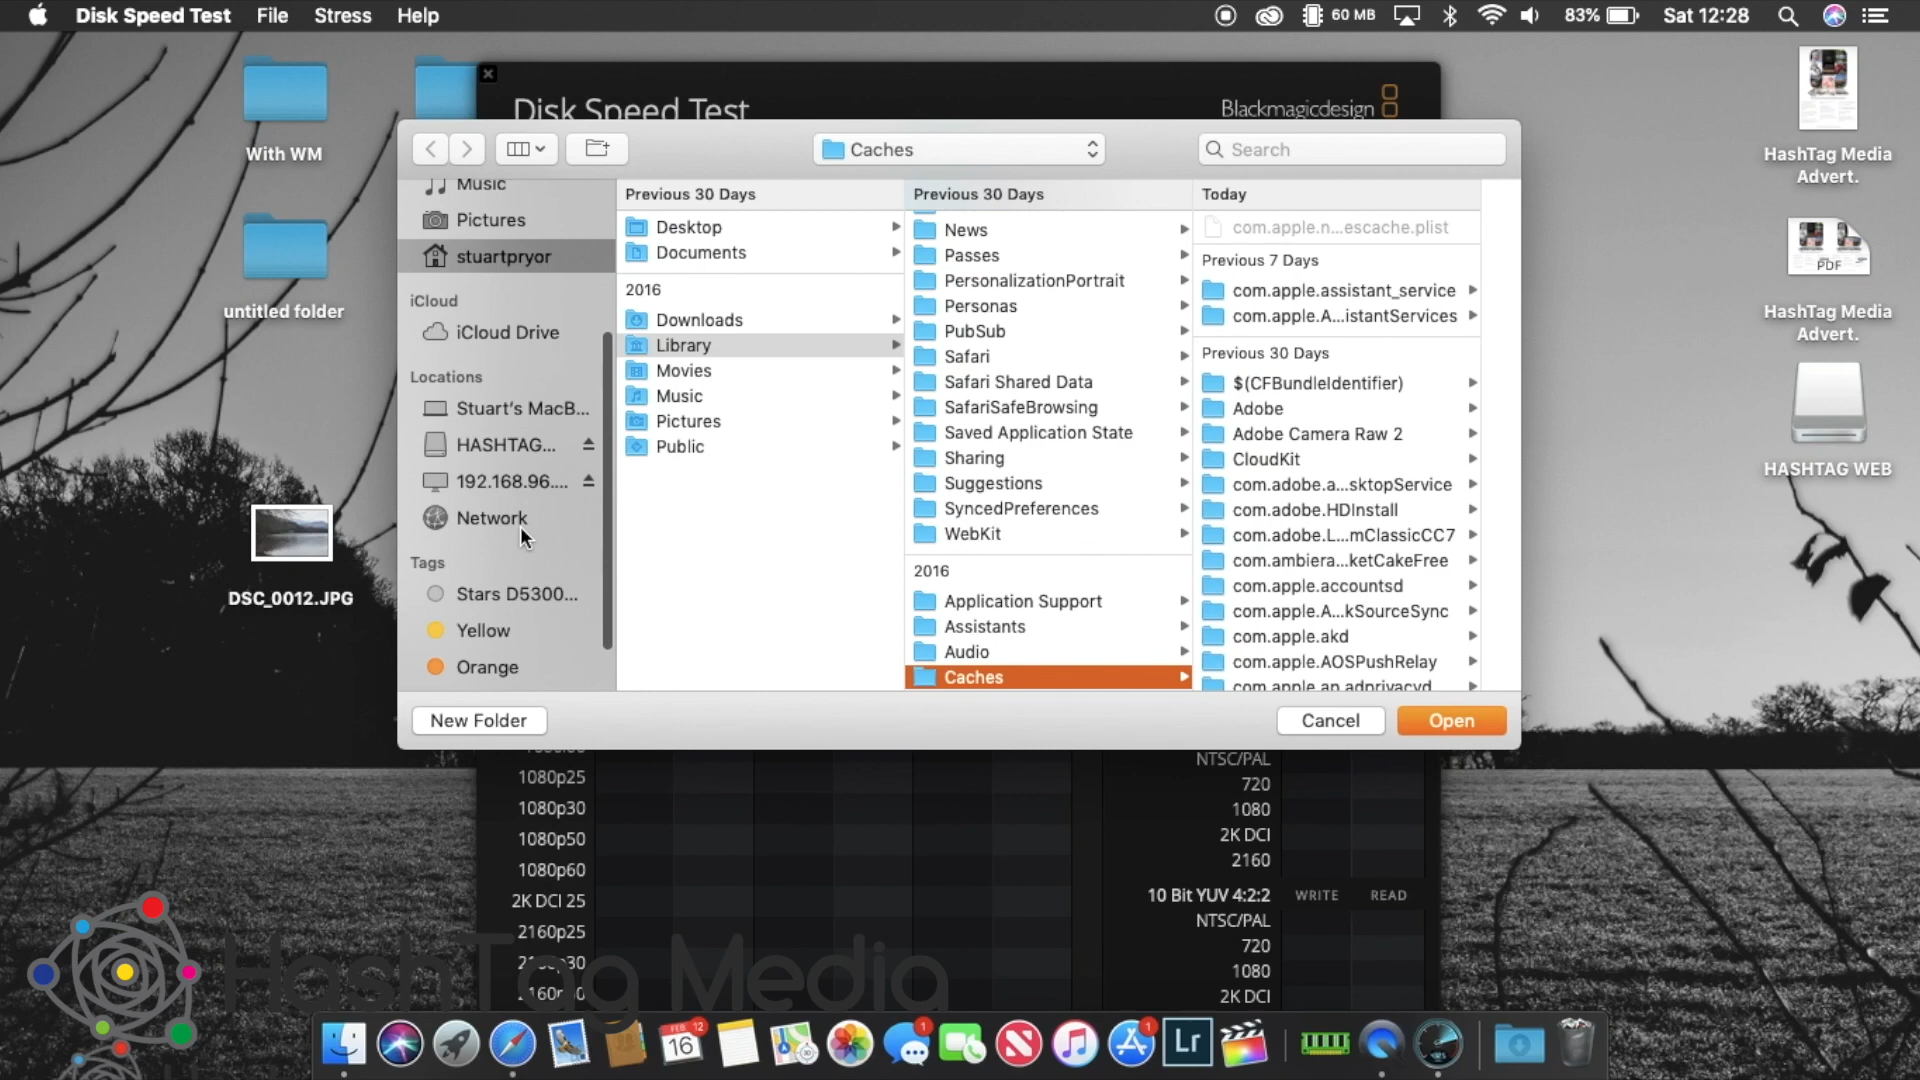 Disk Speed Test File Stress Help
60 MB 83% Sat 12:28
With WM
untitled folder
DSC_0012.JPG
HashTag Media
Advert.
PDF
HashTag Media
Advert.
HASHTAG WEB
Disk Speed Test
Blackmagicdesign
Caches
Search
Music
Pictures
stuartpryor
iCloud
iCloud Drive
Locations
Stuart's MacB...
HASHTAG...
192.168.96....
Network
Tags
Stars D5300...
Yellow
Orange
Previous 30 Days
Desktop
Documents
2016
Downloads
Library
Movies
Music
Pictures
Public
Previous 30 Days
News
Passes
PersonalizationPortrait
Personas
PubSub
Safari
Safari Shared Data
SafariSafeBrowsing
Saved Application State
Sharing
Suggestions
SyncedPreferences
WebKit
2016
Application Support
Assistants
Audio
Caches
Today
com.apple.n...escache.plist
Previous 7 Days
com.apple.assistant_service
com.apple.A...istantServices
Previous 30 Days
$(CFBundleIdentifier)
Adobe
Adobe Camera Raw 2
CloudKit
com.adobe.a...sktopService
com.adobe.HDInstall
com.adobe.L...mClassicCC7
com.ambiera...ketCakeFree
com.apple.accountsd
com.apple.A...kSourceSync
com.apple.akd
com.apple.AOSPushRelay
com.apple.ap.adprivacyd
New Folder
Cancel
Open
1080p25
1080p30
1080p50
1080p60
2K DCI 25
2160p25
2160p30
NTSC/PAL
720
1080
2K DCI
2160
10 Bit YUV 4:2:2 WRITE READ
NTSC/PAL
720
1080
2K DCI
HashTag Media
FEB 12
16
1
1
Lr